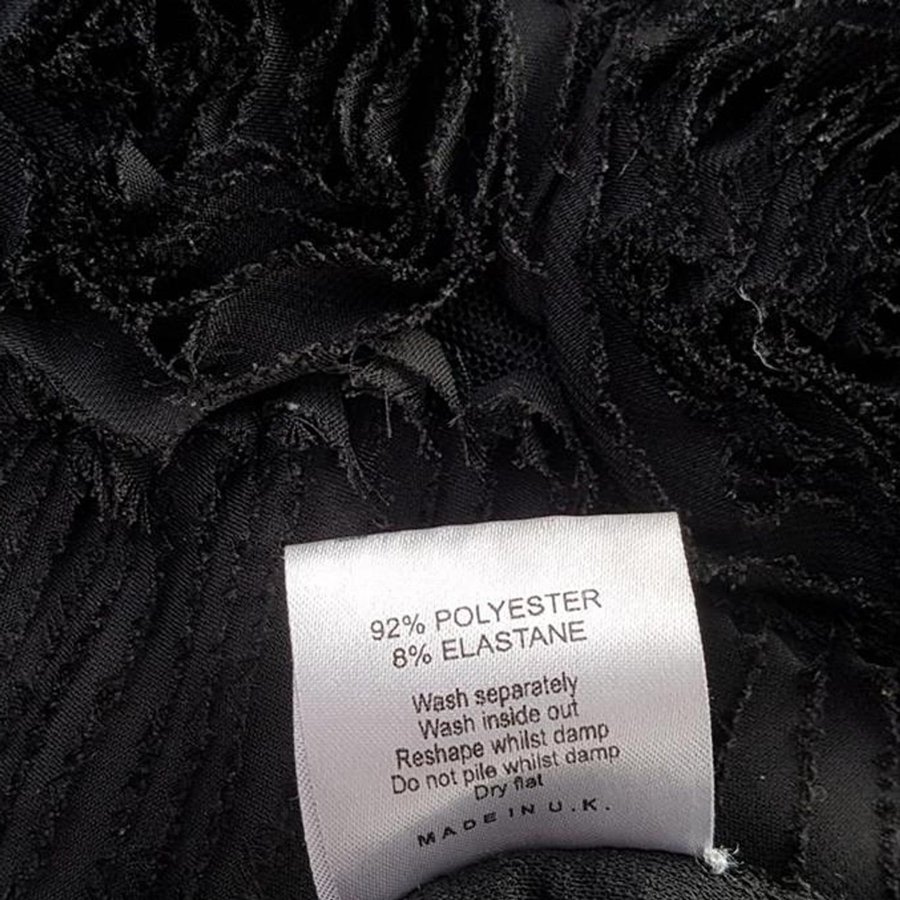 92% POLYESTER
8% ELASTANE
Wash separately
Wash inside out
Reshape whilst damp
Do not pile whilst damp
Dry flat
MADE IN U.K.